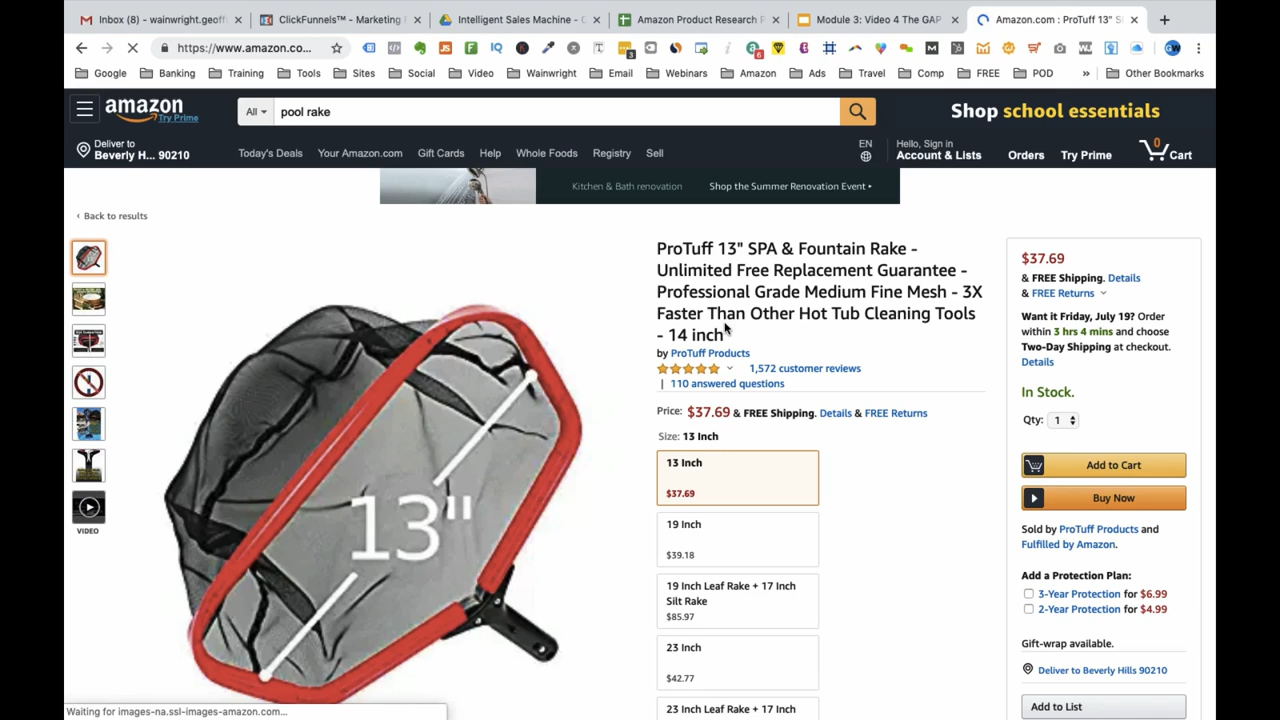 Inbox (8) - wainwright.geoff
ClickFunnels™ - Marketing F
Intelligent Sales Machine - G
Amazon Product Research P
Module 3: Video 4 The GAP
Amazon.com : ProTuff 13" S
https://www.amazon.co...
Google
Banking
Training
Tools
Sites
Social
Video
Wainwright
Email
Webinars
Amazon
Ads
Travel
Comp
FREE
POD
»
Other Bookmarks
amazon
Try Prime
All
pool rake
Shop school essentials
Deliver to
Beverly H... 90210
Today's Deals
Your Amazon.com
Gift Cards
Help
Whole Foods
Registry
Sell
EN
Hello, Sign in
Account & Lists
Orders
Try Prime
0
Cart
Kitchen & Bath renovation
Shop the Summer Renovation Event
‹ Back to results
VIDEO
13"
ProTuff 13" SPA & Fountain Rake -
Unlimited Free Replacement Guarantee -
Professional Grade Medium Fine Mesh - 3X
Faster Than Other Hot Tub Cleaning Tools
- 14 inch
by ProTuff Products
1,572 customer reviews
| 110 answered questions
Price: $37.69 & FREE Shipping. Details & FREE Returns
Size: 13 Inch
13 Inch
$37.69
19 Inch
$39.18
19 Inch Leaf Rake + 17 Inch
Silt Rake
$85.97
23 Inch
$42.77
23 Inch Leaf Rake + 17 Inch
$37.69
& FREE Shipping. Details
& FREE Returns
Want it Friday, July 19? Order
within 3 hrs 4 mins and choose
Two-Day Shipping at checkout.
Details
In Stock.
Qty: 1
Add to Cart
Buy Now
Sold by ProTuff Products and
Fulfilled by Amazon.
Add a Protection Plan:
3-Year Protection for $6.99
2-Year Protection for $4.99
Gift-wrap available.
Deliver to Beverly Hills 90210
Add to List
Waiting for images-na.ssl-images-amazon.com...